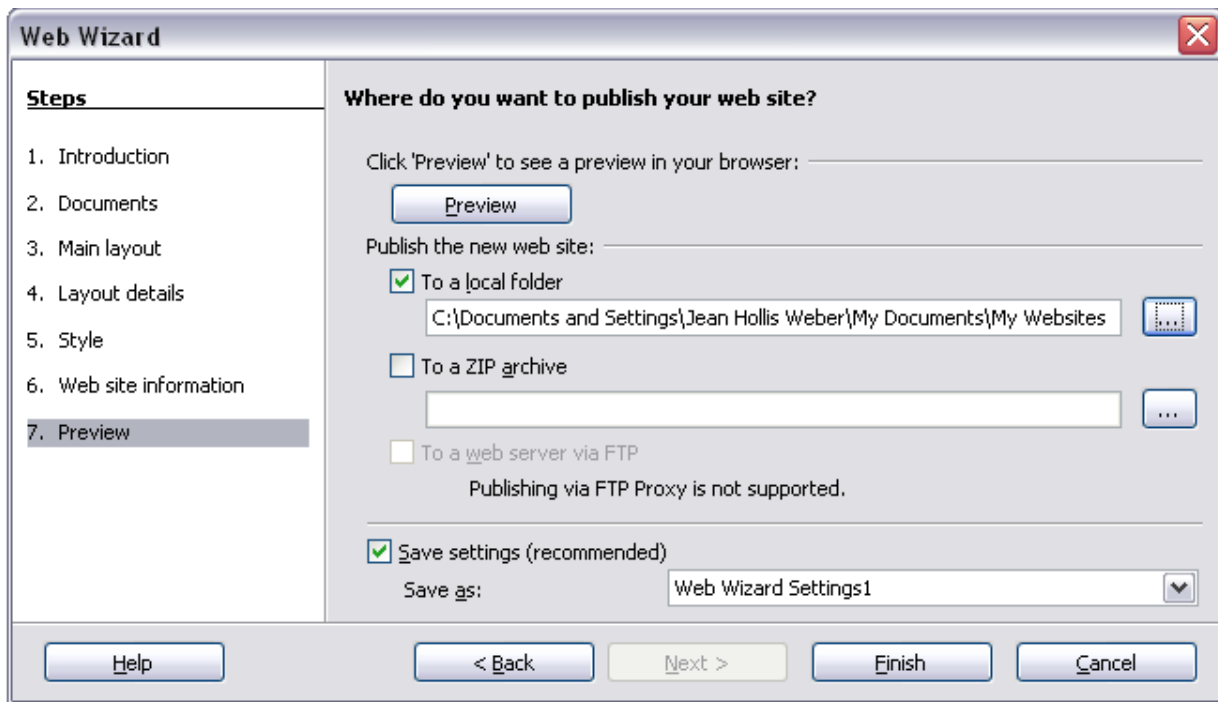 Web Wizard
Steps
1. Introduction
2. Documents
3. Main layout
4. Layout details
5. Style
6. Web site information
7. Preview
Where do you want to publish your web site?
Click 'Preview' to see a preview in your browser:
Preview
Publish the new web site:
To a local folder
C:\Documents and Settings\Jean Hollis Weber\My Documents\My Websites
...
To a ZIP archive
...
To a web server via FTP
Publishing via FTP Proxy is not supported.
Save settings (recommended)
Save as: Web Wizard Settings1
Help < Back Next > Finish Cancel